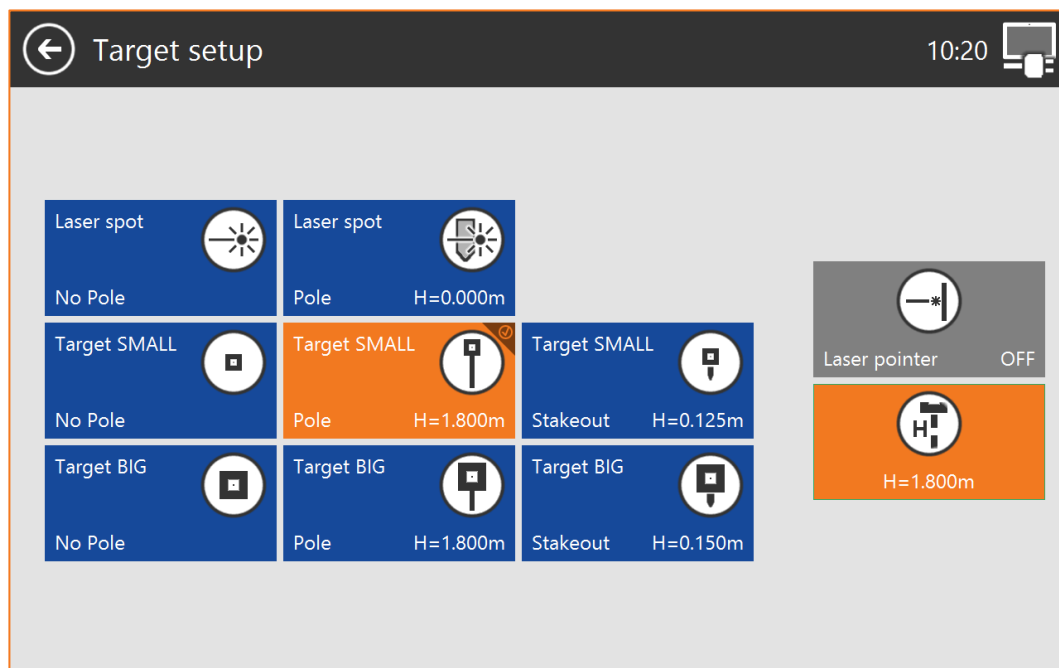 Target setup
10:20
Laser spot
No Pole
Laser spot
Pole H=0.000m
Target SMALL
No Pole
Target SMALL
Pole H=1.800m
Target SMALL
Stakeout H=0.125m
Target BIG
No Pole
Target BIG
Pole H=1.800m
Target BIG
Stakeout H=0.150m
Laser pointer OFF
H
H=1.800m